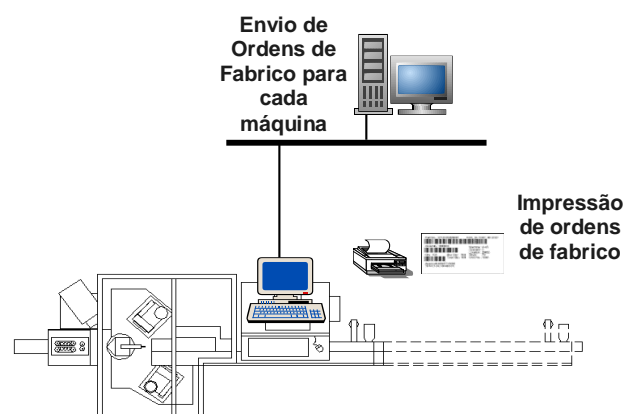 Envio de
Ordens de
Fabrico para
cada
máquina
Impressão
de ordens
de fabrico